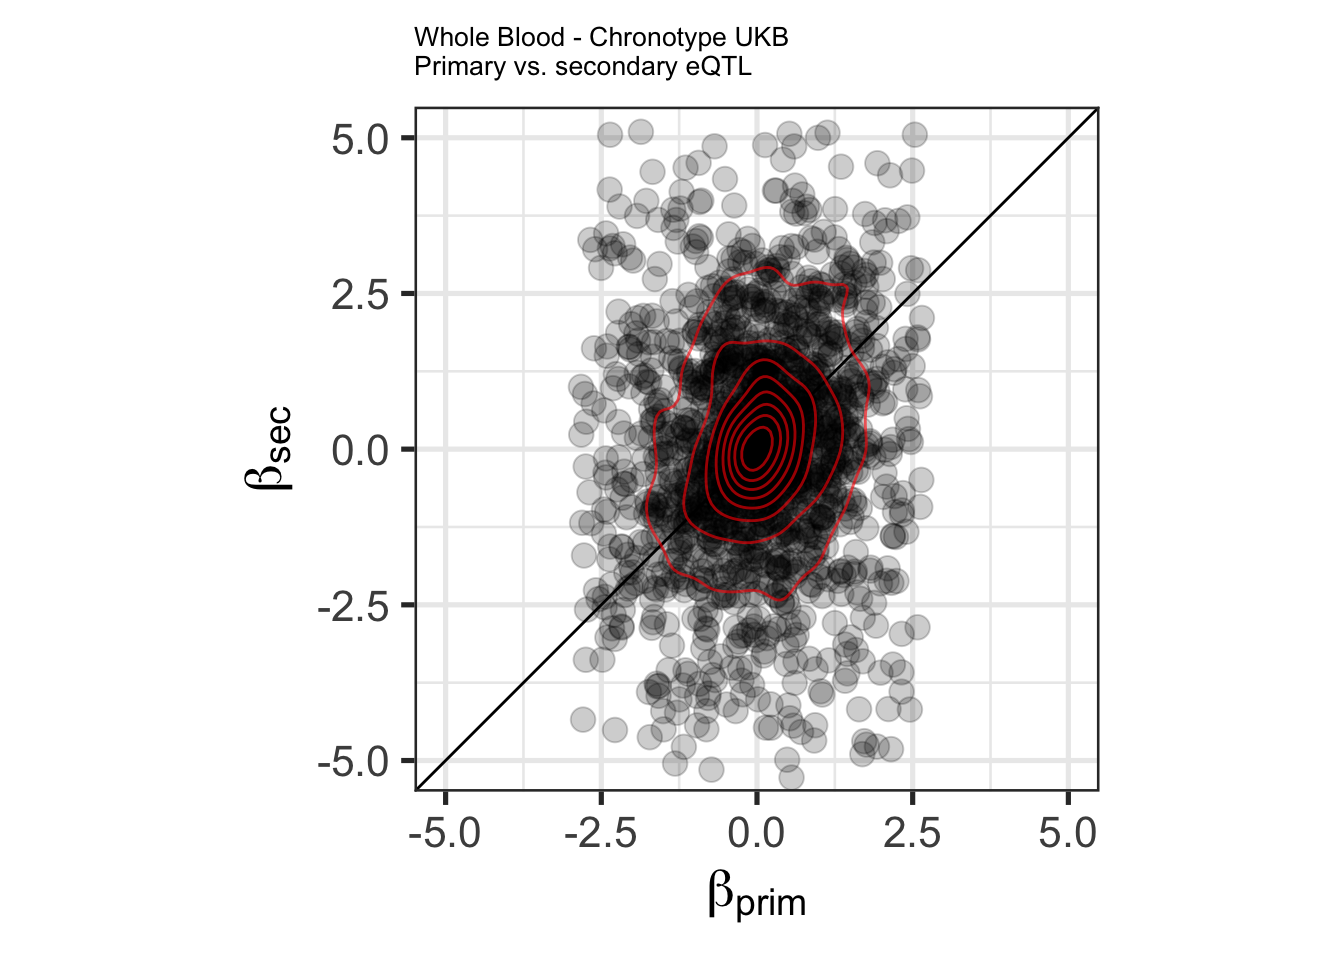 Whole Blood - Chronotype UKB
Primary vs. secondary eQTL
5.0
2.5
0.0
-2.5
-5.0
βsec
-5.0 -2.5 0.0 2.5 5.0
βprim